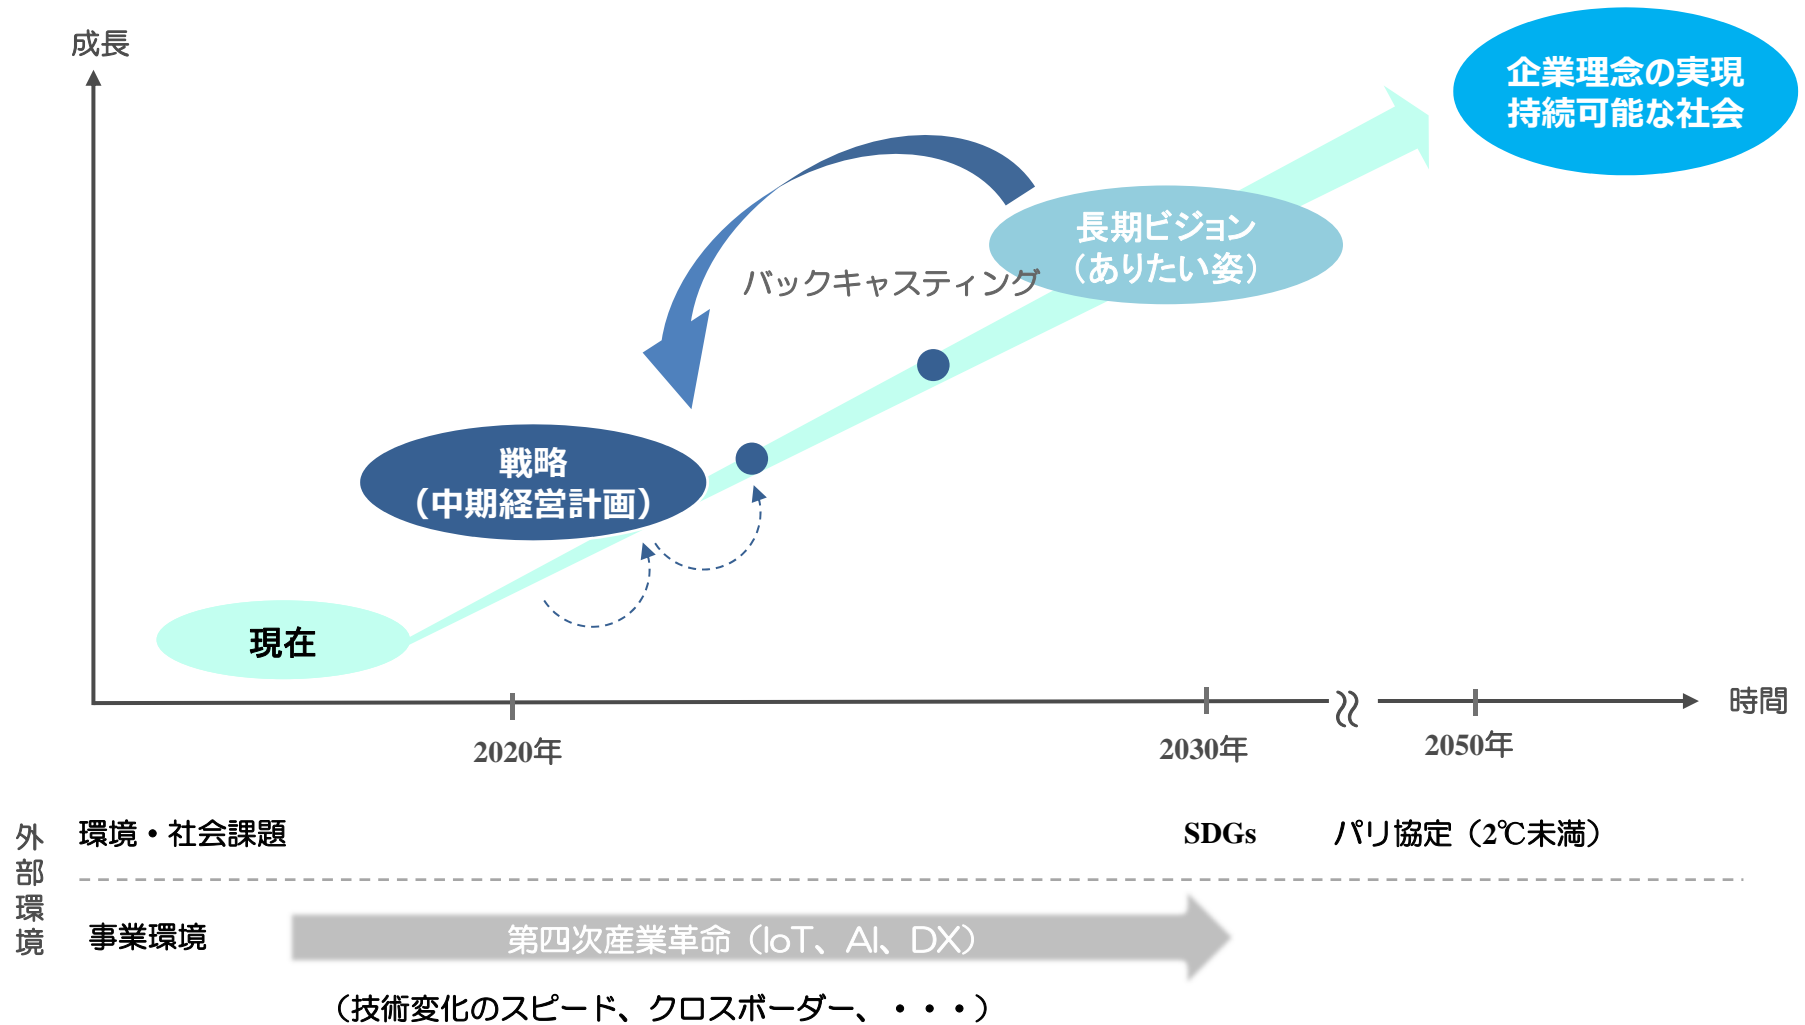 成長
企業理念の実現
持続可能な社会
長期ビジョン
（ありたい姿）
バックキャスティング
戦略
（中期経営計画）
現在
時間
2020年
2030年
2050年
外部環境
環境・社会課題
SDGs
パリ協定（2℃未満）
事業環境
第四次産業革命（IoT、AI、DX）
（技術変化のスピード、クロスボーダー、・・・）